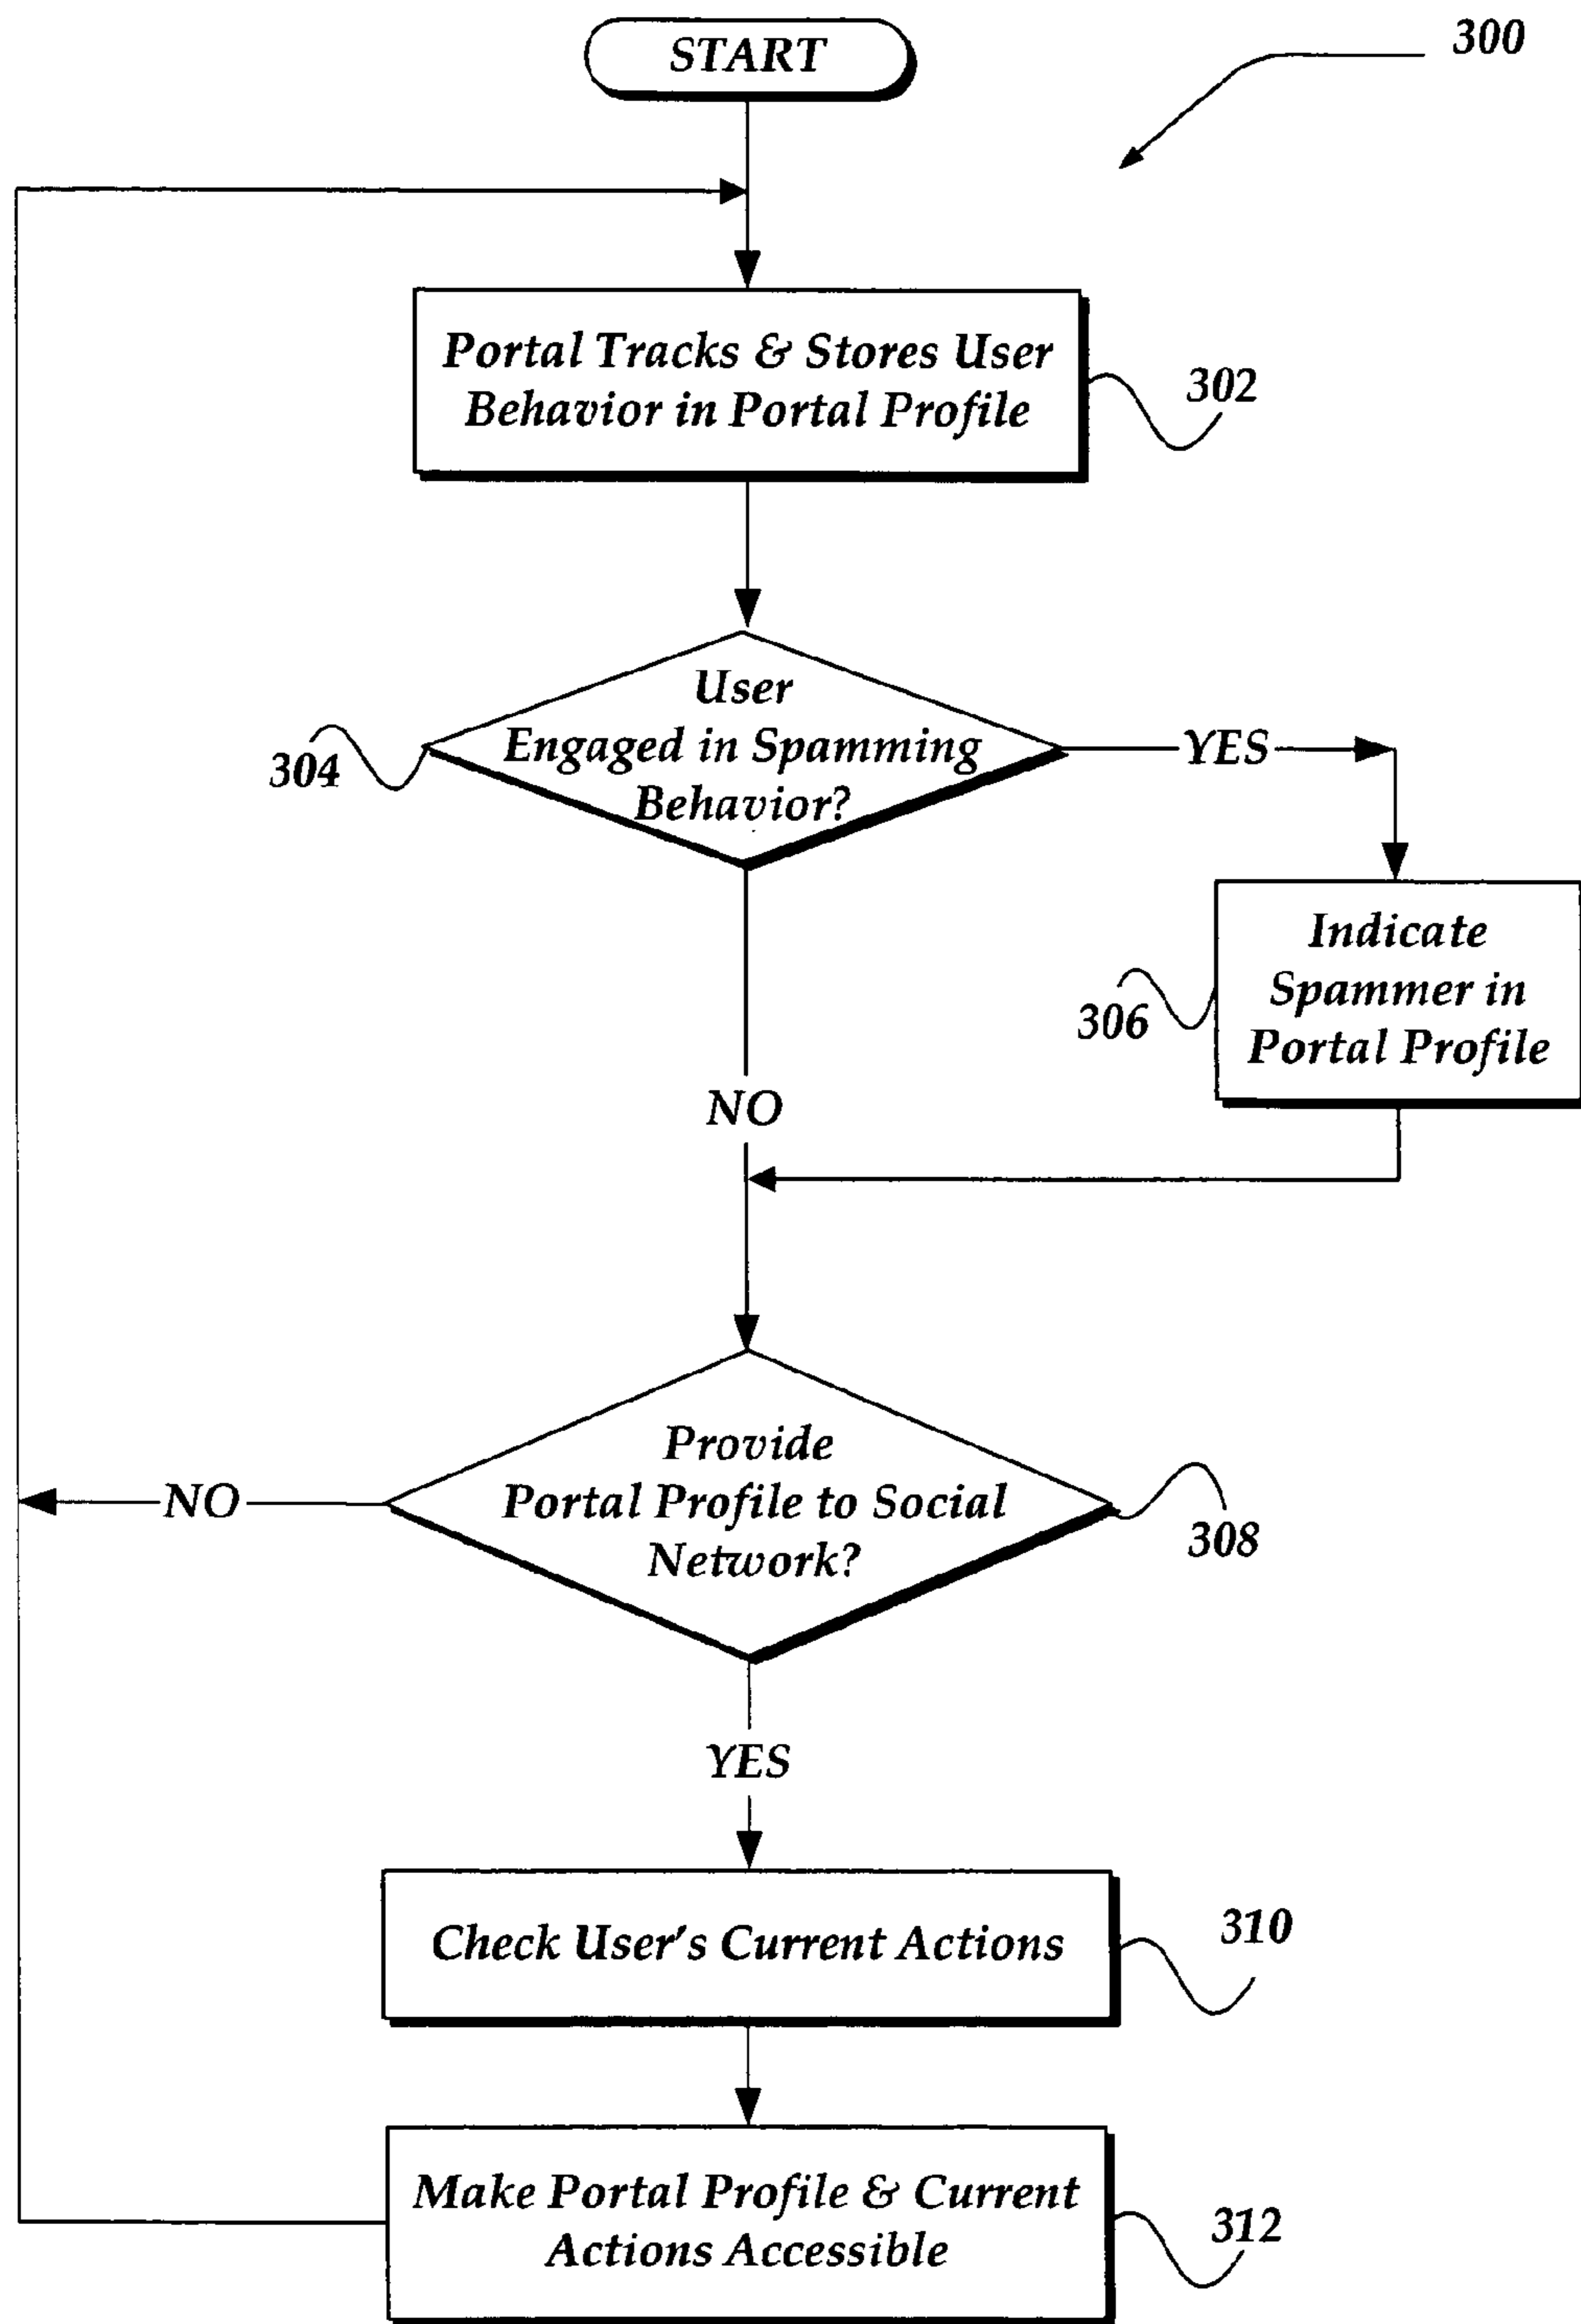 START
300
Portal Tracks & Stores User
Behavior in Portal Profile
302
User
Engaged in Spamming
Behavior?
304
YES
Indicate
Spammer in
Portal Profile
306
NO
Provide
Portal Profile to Social
Network?
NO
308
YES
Check User's Current Actions
310
Make Portal Profile & Current
Actions Accessible
312